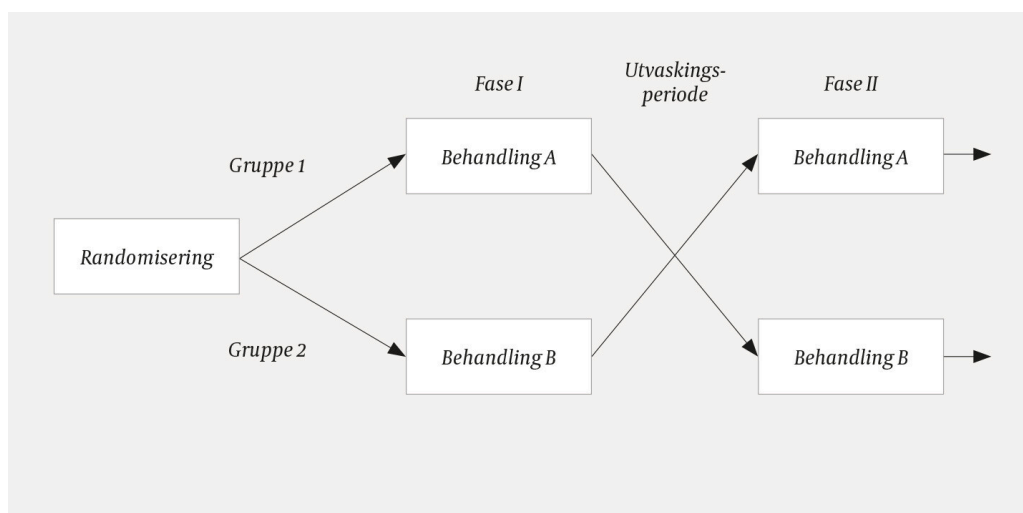 Fase I
Utvaskings-
periode
Fase II
Gruppe 1
Behandling A
Behandling A
Randomisering
Gruppe 2
Behandling B
Behandling B